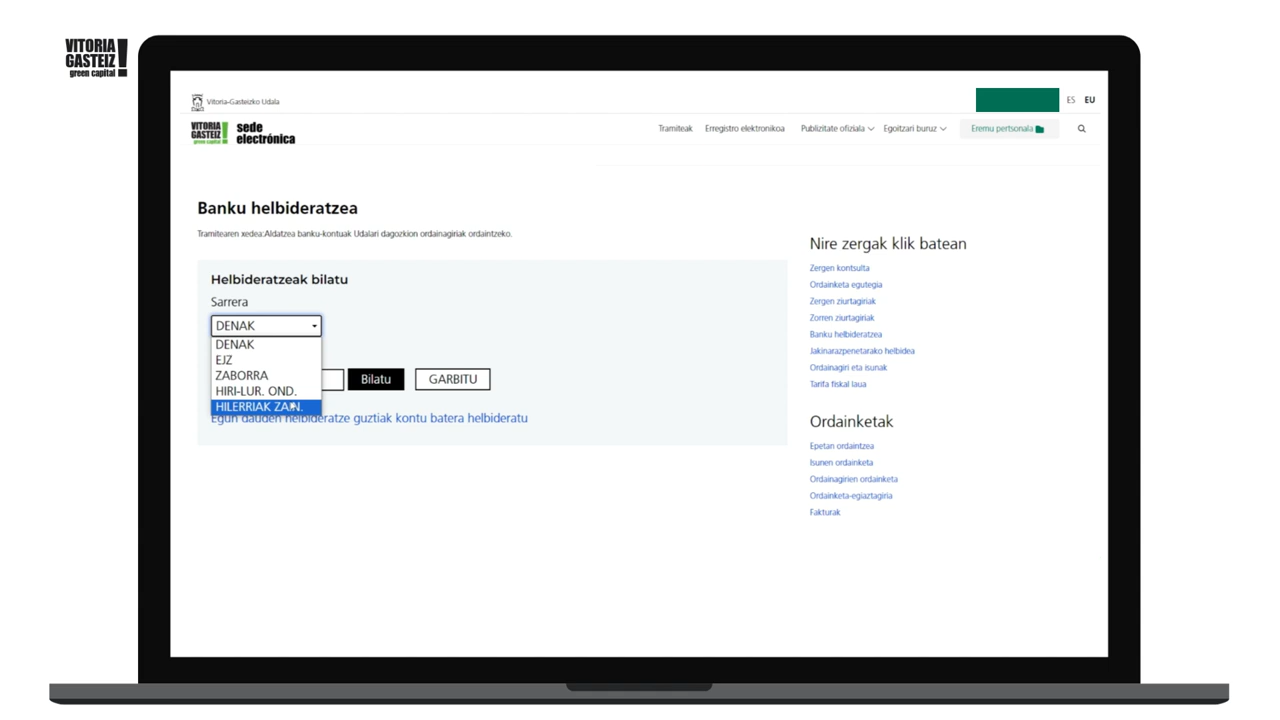 VITORIA
GASTEIZ
green capital
Vitoria-Gasteizko Udala
ES EU
VITORIA
GASTEIZ
green capital
sede
electrónica
Tramiteak Erregistro elektronikoa Publizitate ofiziala Egoitzari buruz Eremu pertsonala
Banku helbideratzea
Tramitearen xedea:Aldatzea banku-kontuak Udalari dagozkion ordainagiriak ordaintzeko.
Helbideratzeak bilatu
Sarrera
DENAK
DENAK
EJZ
ZABORRA
HIRI-LUR. OND.
HILERRIAK
Bilatu GARBITU
Egun dauden helbideratze guztiak kontu batera helbideratu
Nire zergak klik batean
Zergen kontsulta
Ordainketa egutegia
Zergen ziurtagiriak
Zorren ziurtagiriak
Banku helbideratzea
Jakinarazpenetarako helbidea
Ordainagiri eta isunak
Tarifa fiskal laua
Ordainketak
Epetan ordaintzea
Isunen ordainketa
Ordainagirien ordainketa
Ordainketa-egiaztagiria
Fakturak